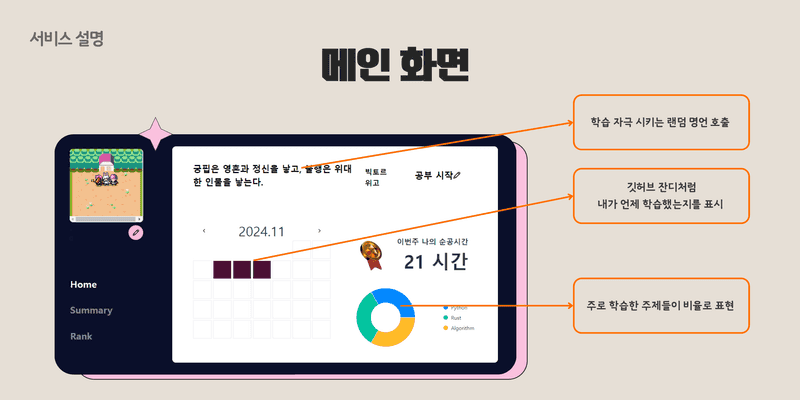 서비스 설명
메인 화면
궁핍은 영혼과 정신을 낳고, 불행은 위대
한 인물을 낳는다.
빅토르
위고
공부 시작
학습 자극 시키는 랜덤 명언 호출
깃허브 잔디처럼
내가 언제 학습했는지를 표시
2024.11
이번주 나의 순공시간
21 시간
Home
Summary
Rank
Python
Rust
Algorithm
주로 학습한 주제들이 비율로 표현